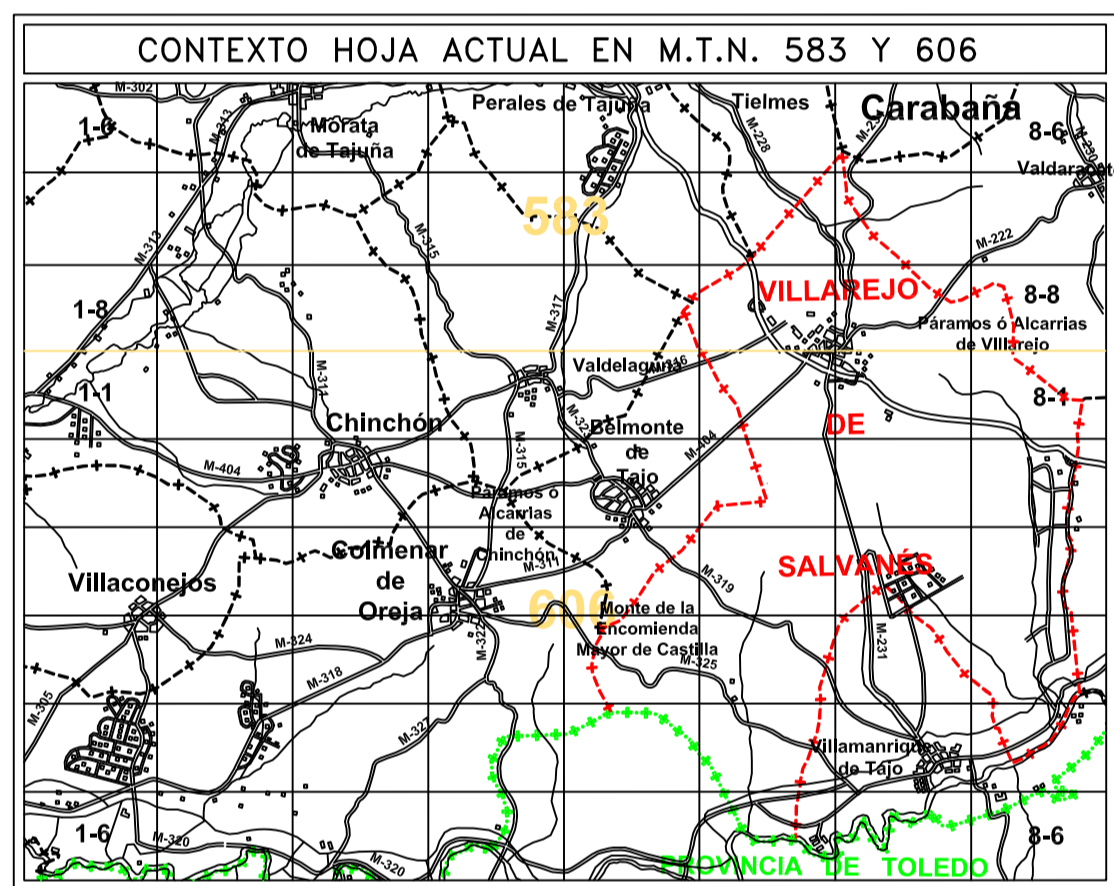 CONTEXTO HOJA ACTUAL EN M.T.N. 583 Y 606
M-302
Perales de Tajuña
Tielmes
Carabaña
1-6
M-313
Morata
de Tajuña
M-228
8-6
M-230
583
M-313
M-315
M-222
1-8
M-317
VILLAREJO
8-8
Páramos ó Alcarrias
de Villarejo
Valdelaguna
1-1
M-311
8-1
Chinchón
Belmonte
de
Tajo
DE
M-404
M-404
M-315
Páramos ó
Alcarrias
de
Chinchón
M-311
Colmenar
de
Oreja
SALVANÉS
M-319
Villaconejos
606
Monte de la
Encomienda
Mayor de Castilla
M-324
M-322
M-325
M-231
M-318
M-305
M-327
Villamanrique
de Tajo
1-6
M-320
M-320
8-6
PROVINCIA DE TOLEDO